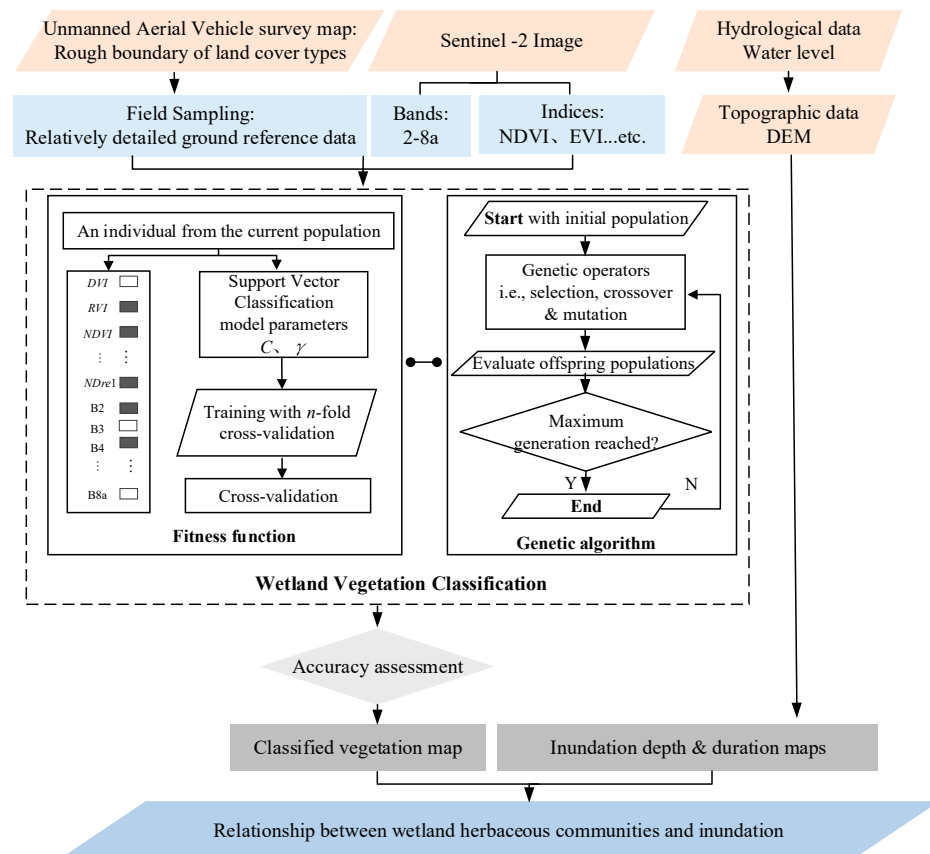 Unmanned Aerial Vehicle survey map:
Rough boundary of land cover types
Sentinel -2 Image
Hydrological data
Water level
Field Sampling:
Relatively detailed ground reference data
Bands:
2-8a
Indices:
NDVI、EVI...etc.
Topographic data
DEM
An individual from the current population
DVI
RVI
NDVI
⋮ ⋮
NDre1
B2
B3
B4
⋮ ⋮
B8a
Support Vector
Classification
model parameters
C、 γ
Training with n-fold
cross-validation
Cross-validation
Fitness function
Start with initial population
Genetic operators
i.e., selection, crossover
& mutation
Evaluate offspring populations
Maximum
generation reached?
Y
N
End
Genetic algorithm
Wetland Vegetation Classification
Accuracy assessment
Classified vegetation map
Inundation depth & duration maps
Relationship between wetland herbaceous communities and inundation